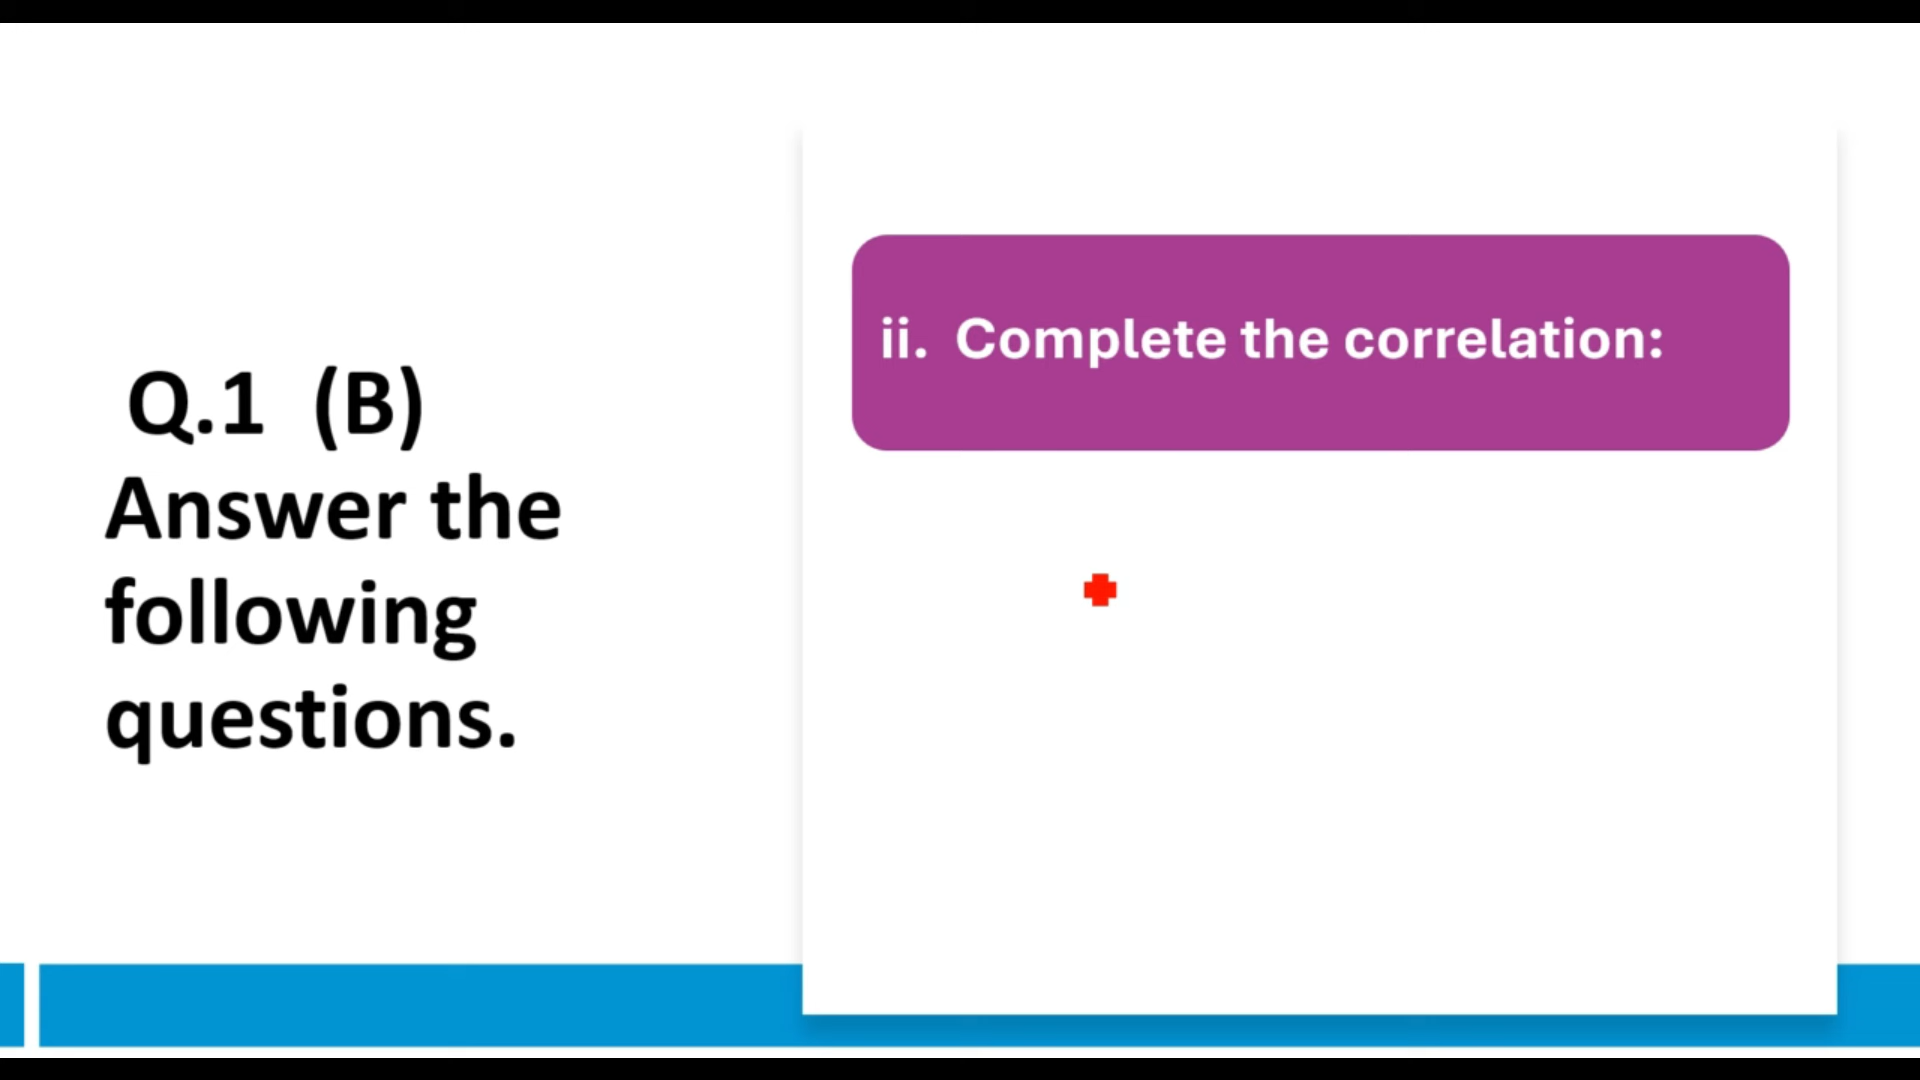 Q.1 (B)
Answer the
following
questions.
ii. Complete the correlation: